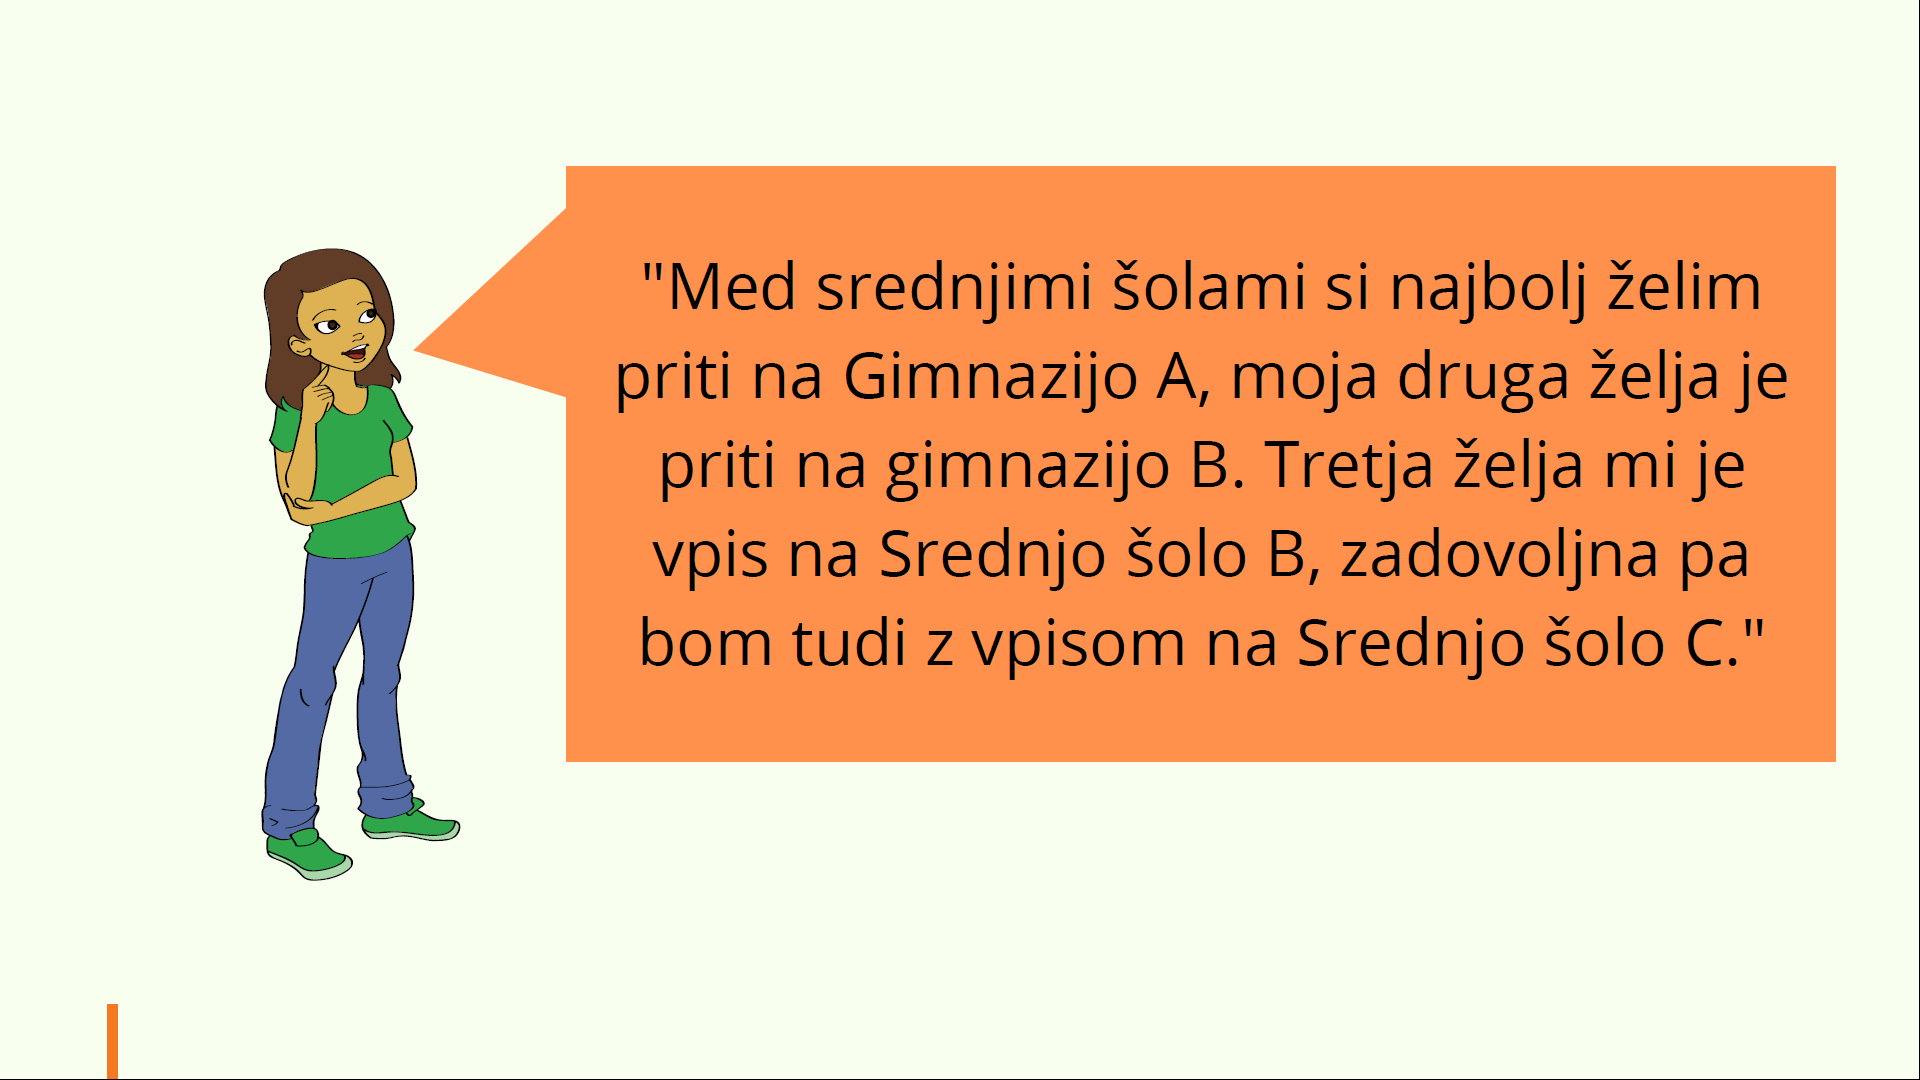 "Med srednjimi šolami si najbolj želim
priti na Gimnazijo A, moja druga želja je
priti na gimnazijo B. Tretja želja mi je
vpis na Srednjo šolo B, zadovoljna pa
bom tudi z vpisom na Srednjo šolo C."